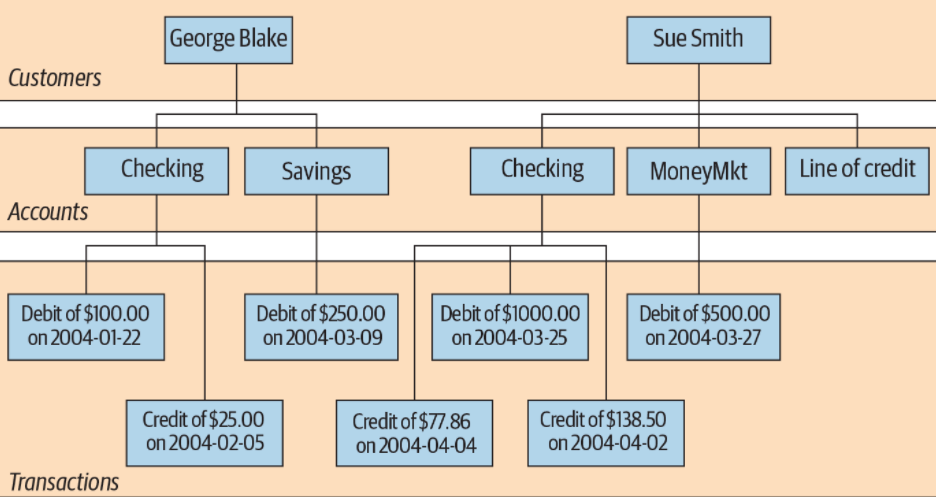 George Blake
Sue Smith
Customers
Checking
Savings
Checking
MoneyMkt
Line of credit
Accounts
Debit of $100.00
on 2004-01-22
Debit of $250.00
on 2004-03-09
Debit of $1000.00
on 2004-03-25
Debit of $500.00
on 2004-03-27
Credit of $25.00
on 2004-02-05
Credit of $77.86
on 2004-04-04
Credit of $138.50
on 2004-04-02
Transactions